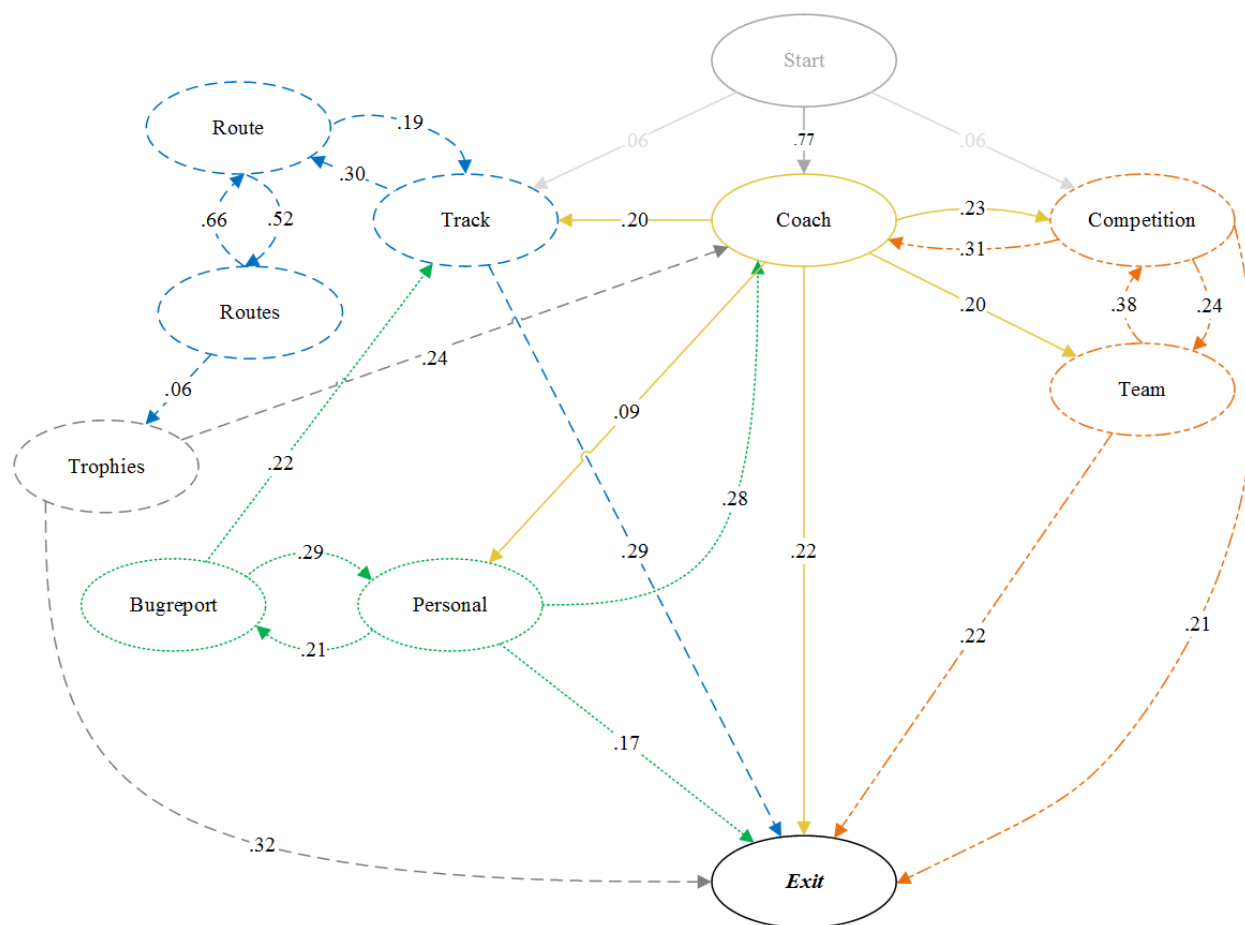 Start
Route
.19
.06
.77
.06
.30
.66
.52
Track
.20
Coach
.23
Competition
.31
Routes
.20
.38
.24
.24
.06
.09
Team
Trophies
.22
.28
.29
.29
.22
Bugreport
Personal
.21
.22
.21
.17
.32
Exit